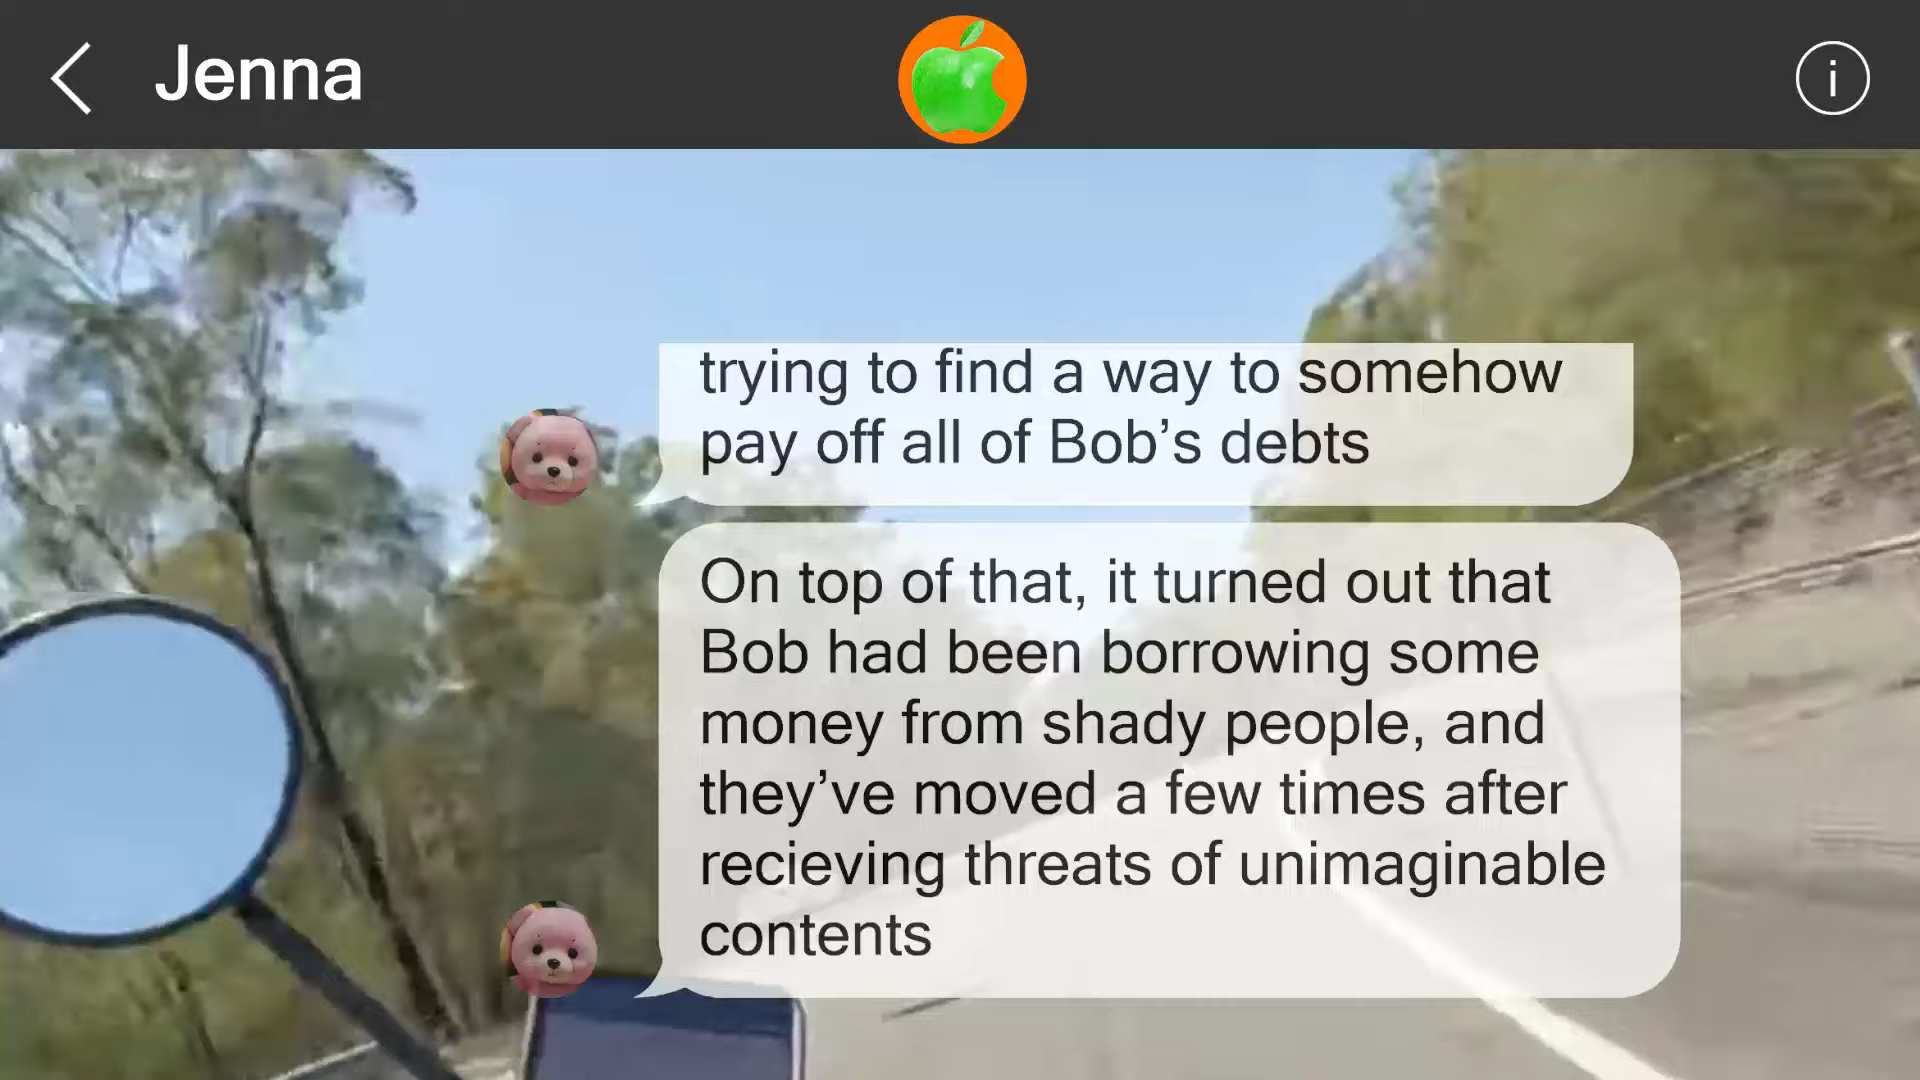 Jenna
i
trying to find a way to somehow
pay off all of Bob’s debts
On top of that, it turned out that
Bob had been borrowing some
money from shady people, and
they’ve moved a few times after
recieving threats of unimaginable
contents